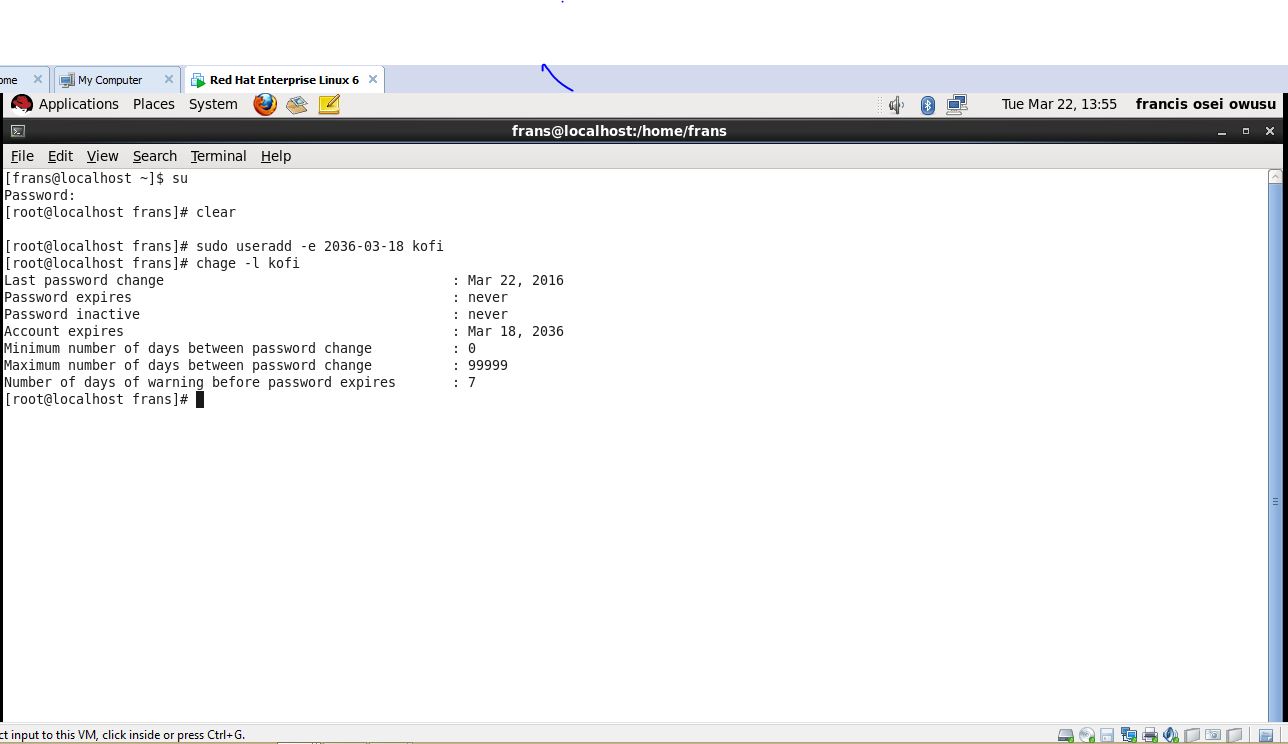 ome My Computer Red Hat Enterprise Linux 6
Applications Places System Tue Mar 22, 13:55 francis osei owusu
frans@localhost:/home/frans
File Edit View Search Terminal Help
[frans@localhost ~]$ su
Password:
[root@localhost frans]# clear
[root@localhost frans]# sudo useradd -e 2036-03-18 kofi
[root@localhost frans]# chage -l kofi
Last password change : Mar 22, 2016
Password expires : never
Password inactive : never
Account expires : Mar 18, 2036
Minimum number of days between password change : 0
Maximum number of days between password change : 99999
Number of days of warning before password expires : 7
[root@localhost frans]#
ct input to this VM, click inside or press Ctrl+G.